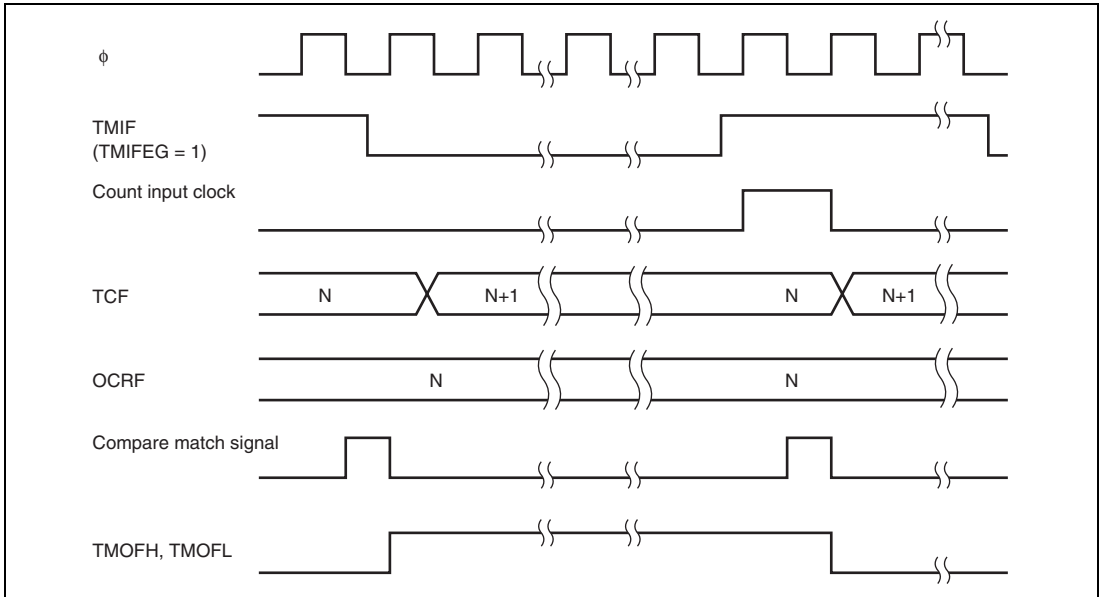 ϕ
TMIF
(TMIFEG = 1)
Count input clock
TCF
N
N+1
N
N+1
OCRF
N
N
Compare match signal
TMOFH, TMOFL